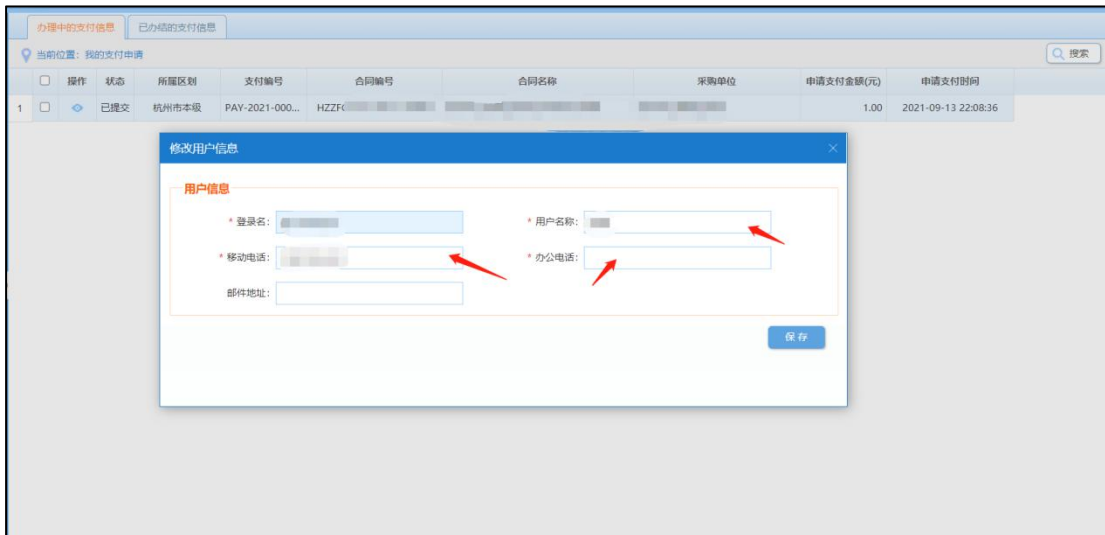 办理中的支付信息 已办结的支付信息
当前位置：我的支付申请 搜索
操作 状态 所属区划 支付编号 合同编号 合同名称 采购单位 申请支付金额(元) 申请支付时间
1 已提交 杭州市本级 PAY-2021-000... HZZF 1.00 2021-09-13 22:08:36
修改用户信息
用户信息
* 登录名： * 用户名称：
* 移动电话： * 办公电话：
部件地址：
保存